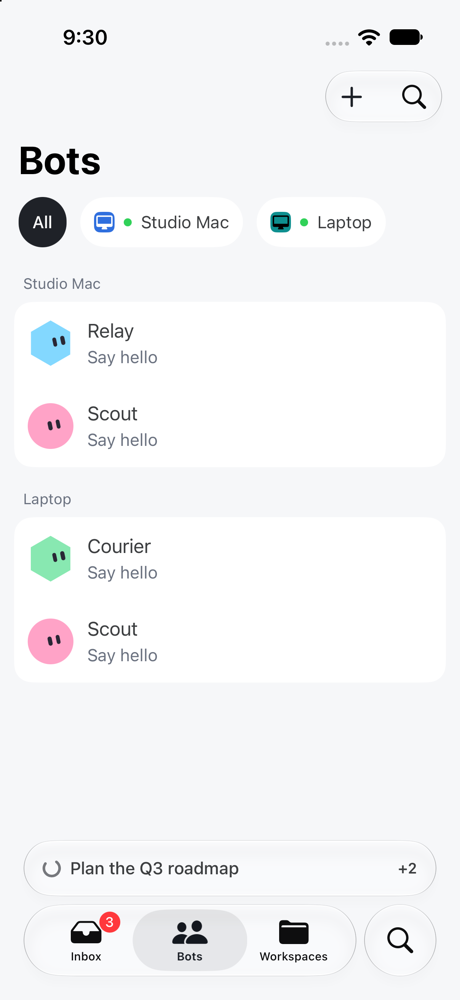 9:30
Bots
All
Studio Mac
Laptop
Studio Mac
Relay
Say hello
Scout
Say hello
Laptop
Courier
Say hello
Scout
Say hello
Plan the Q3 roadmap +2
3
Inbox Bots Workspaces